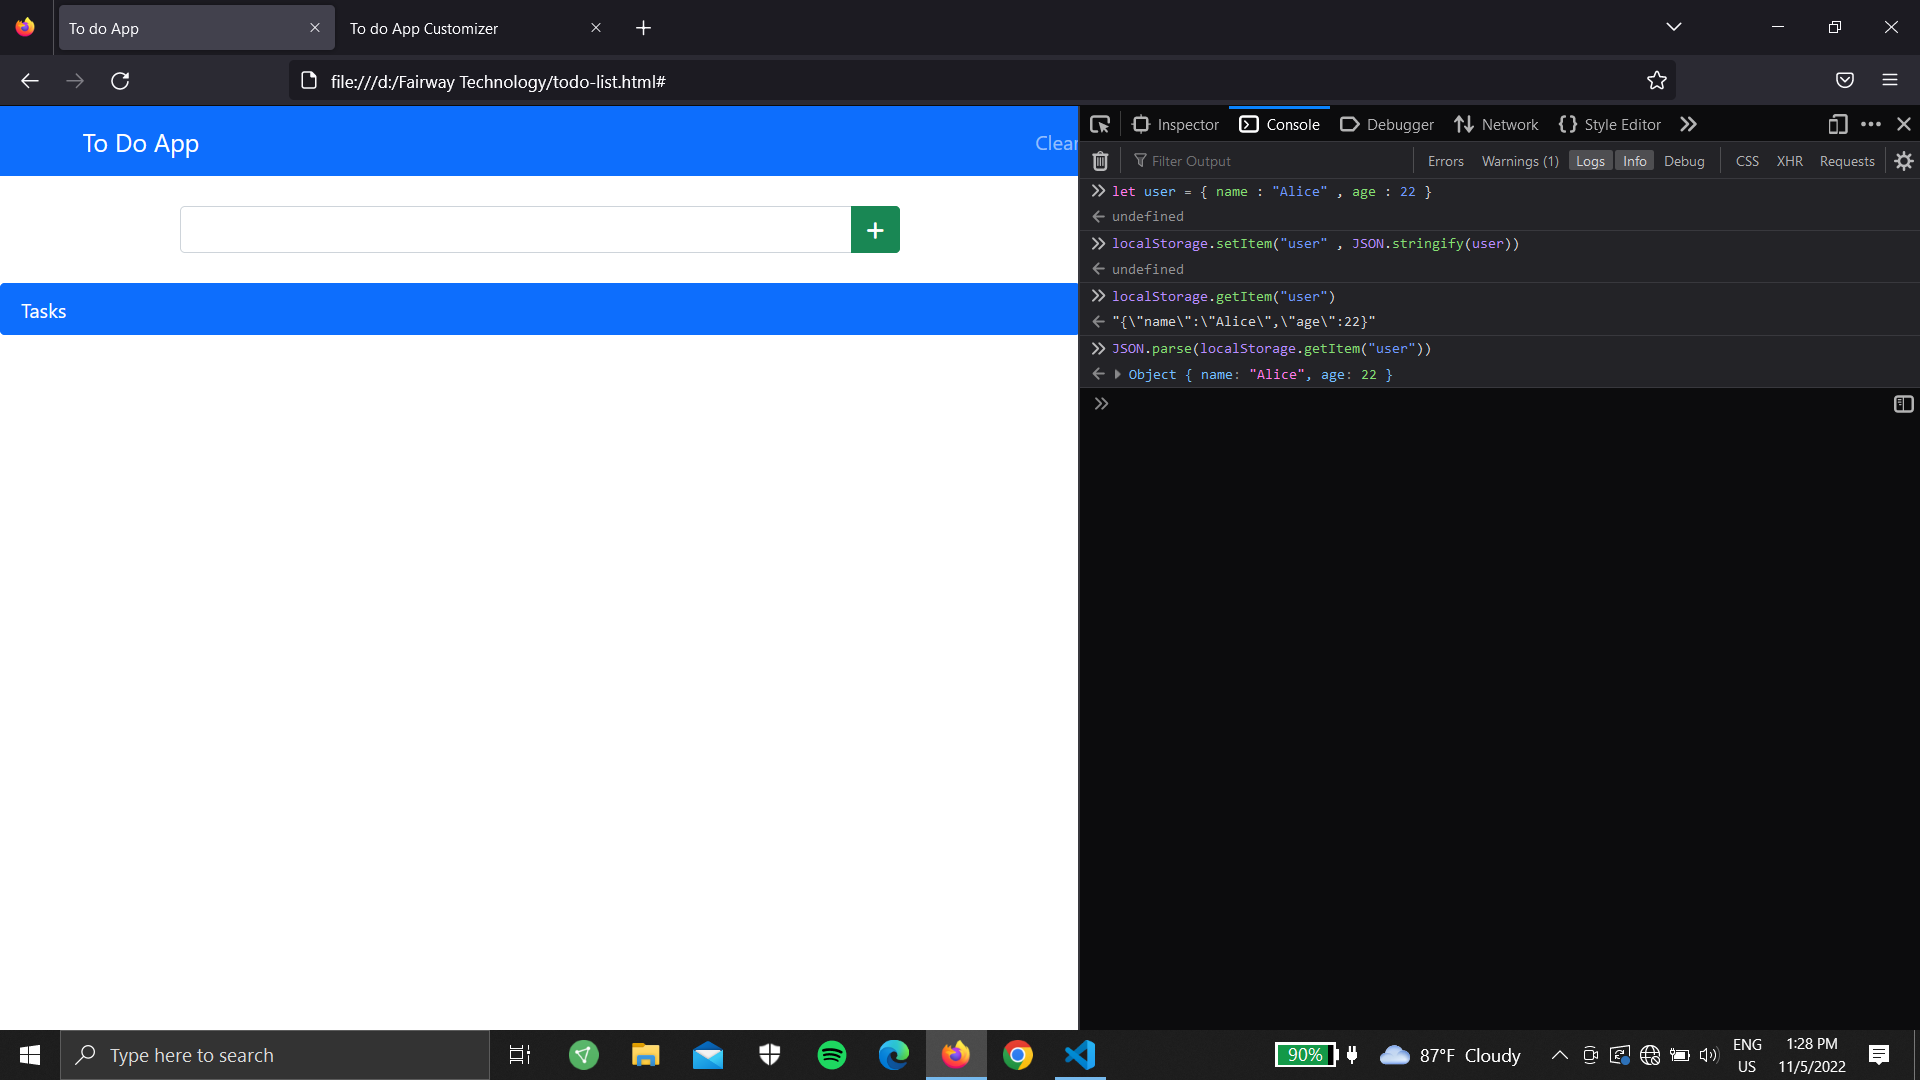 To do App
To do App Customizer
file:///d:/Fairway Technology/todo-list.html#
To Do App
Clear
Tasks
Inspector Console Debugger Network {} Style Editor
Filter Output Errors Warnings (1) Logs Info Debug CSS XHR Requests
let user = { name : "Alice" , age : 22 }
undefined
localStorage.setItem("user" , JSON.stringify(user))
undefined
localStorage.getItem("user")
"{\"name\":\"Alice\",\"age\":22}"
JSON.parse(localStorage.getItem("user"))
Object { name: "Alice", age: 22 }
Type here to search
90%
87°F Cloudy
ENG
US
1:28 PM
11/5/2022